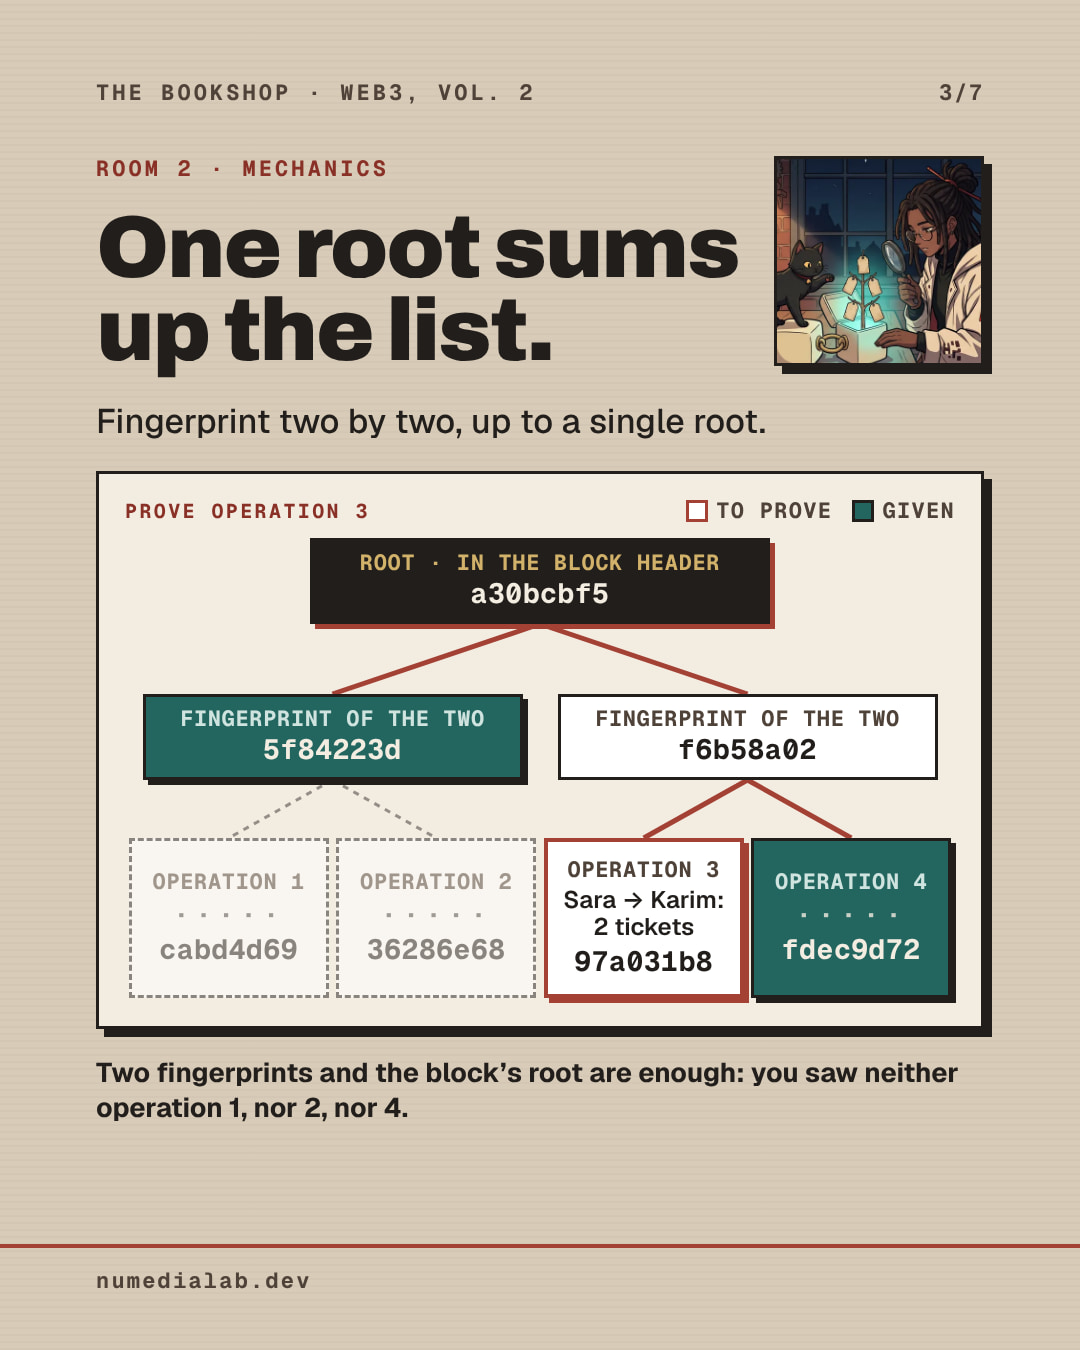 THE BOOKSHOP · WEB3, VOL. 2
3/7
ROOM 2 · MECHANICS
One root sums
up the list.
Fingerprint two by two, up to a single root.
PROVE OPERATION 3
TO PROVE
GIVEN
ROOT · IN THE BLOCK HEADER
a30bcbf5
FINGERPRINT OF THE TWO
5f84223d
FINGERPRINT OF THE TWO
f6b58a02
OPERATION 1
·····
cabd4d69
OPERATION 2
·····
36286e68
OPERATION 3
Sara → Karim:
2 tickets
97a031b8
OPERATION 4
·····
fdec9d72
Two fingerprints and the block’s root are enough: you saw neither
operation 1, nor 2, nor 4.
numedialab.dev